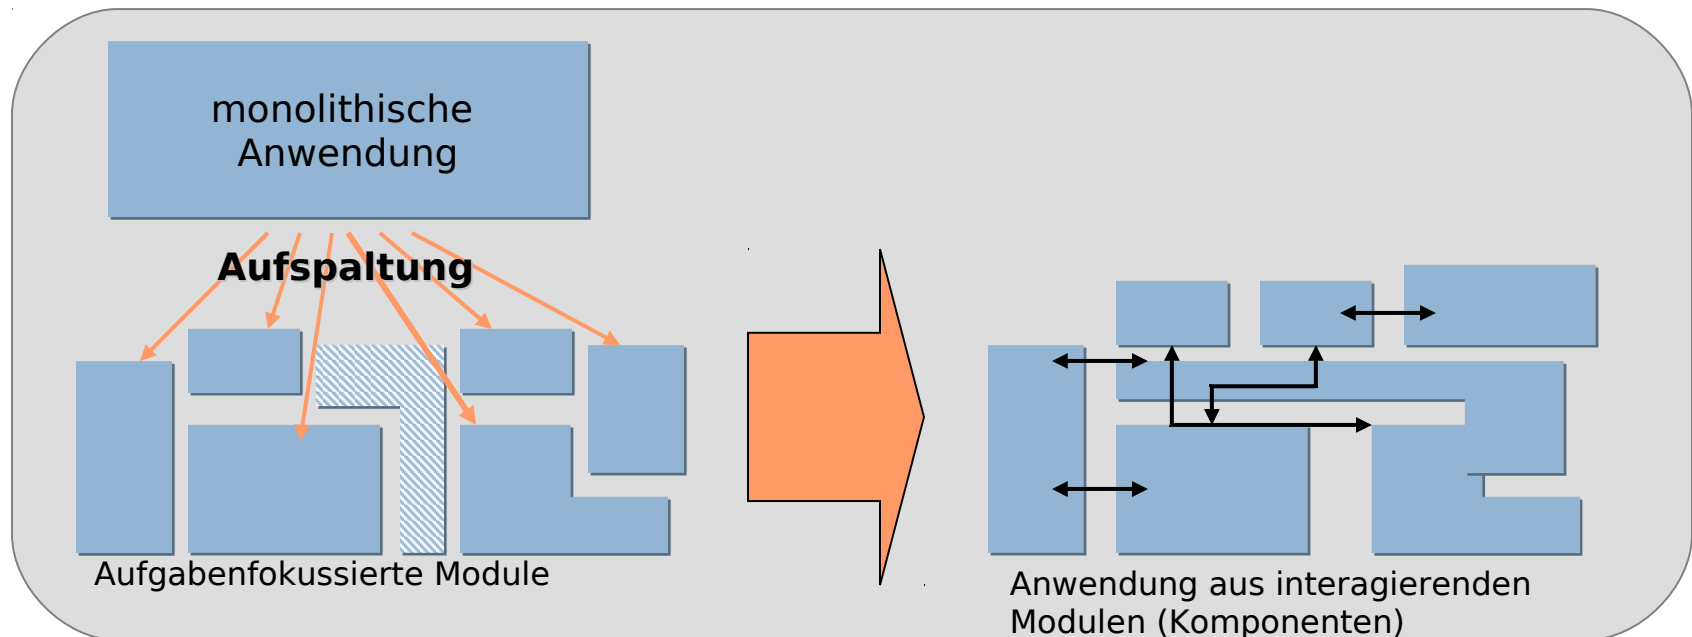 monolithische
Anwendung
Aufspaltung
Aufgabenfokussierte Module
Anwendung aus interagierenden
Modulen (Komponenten)